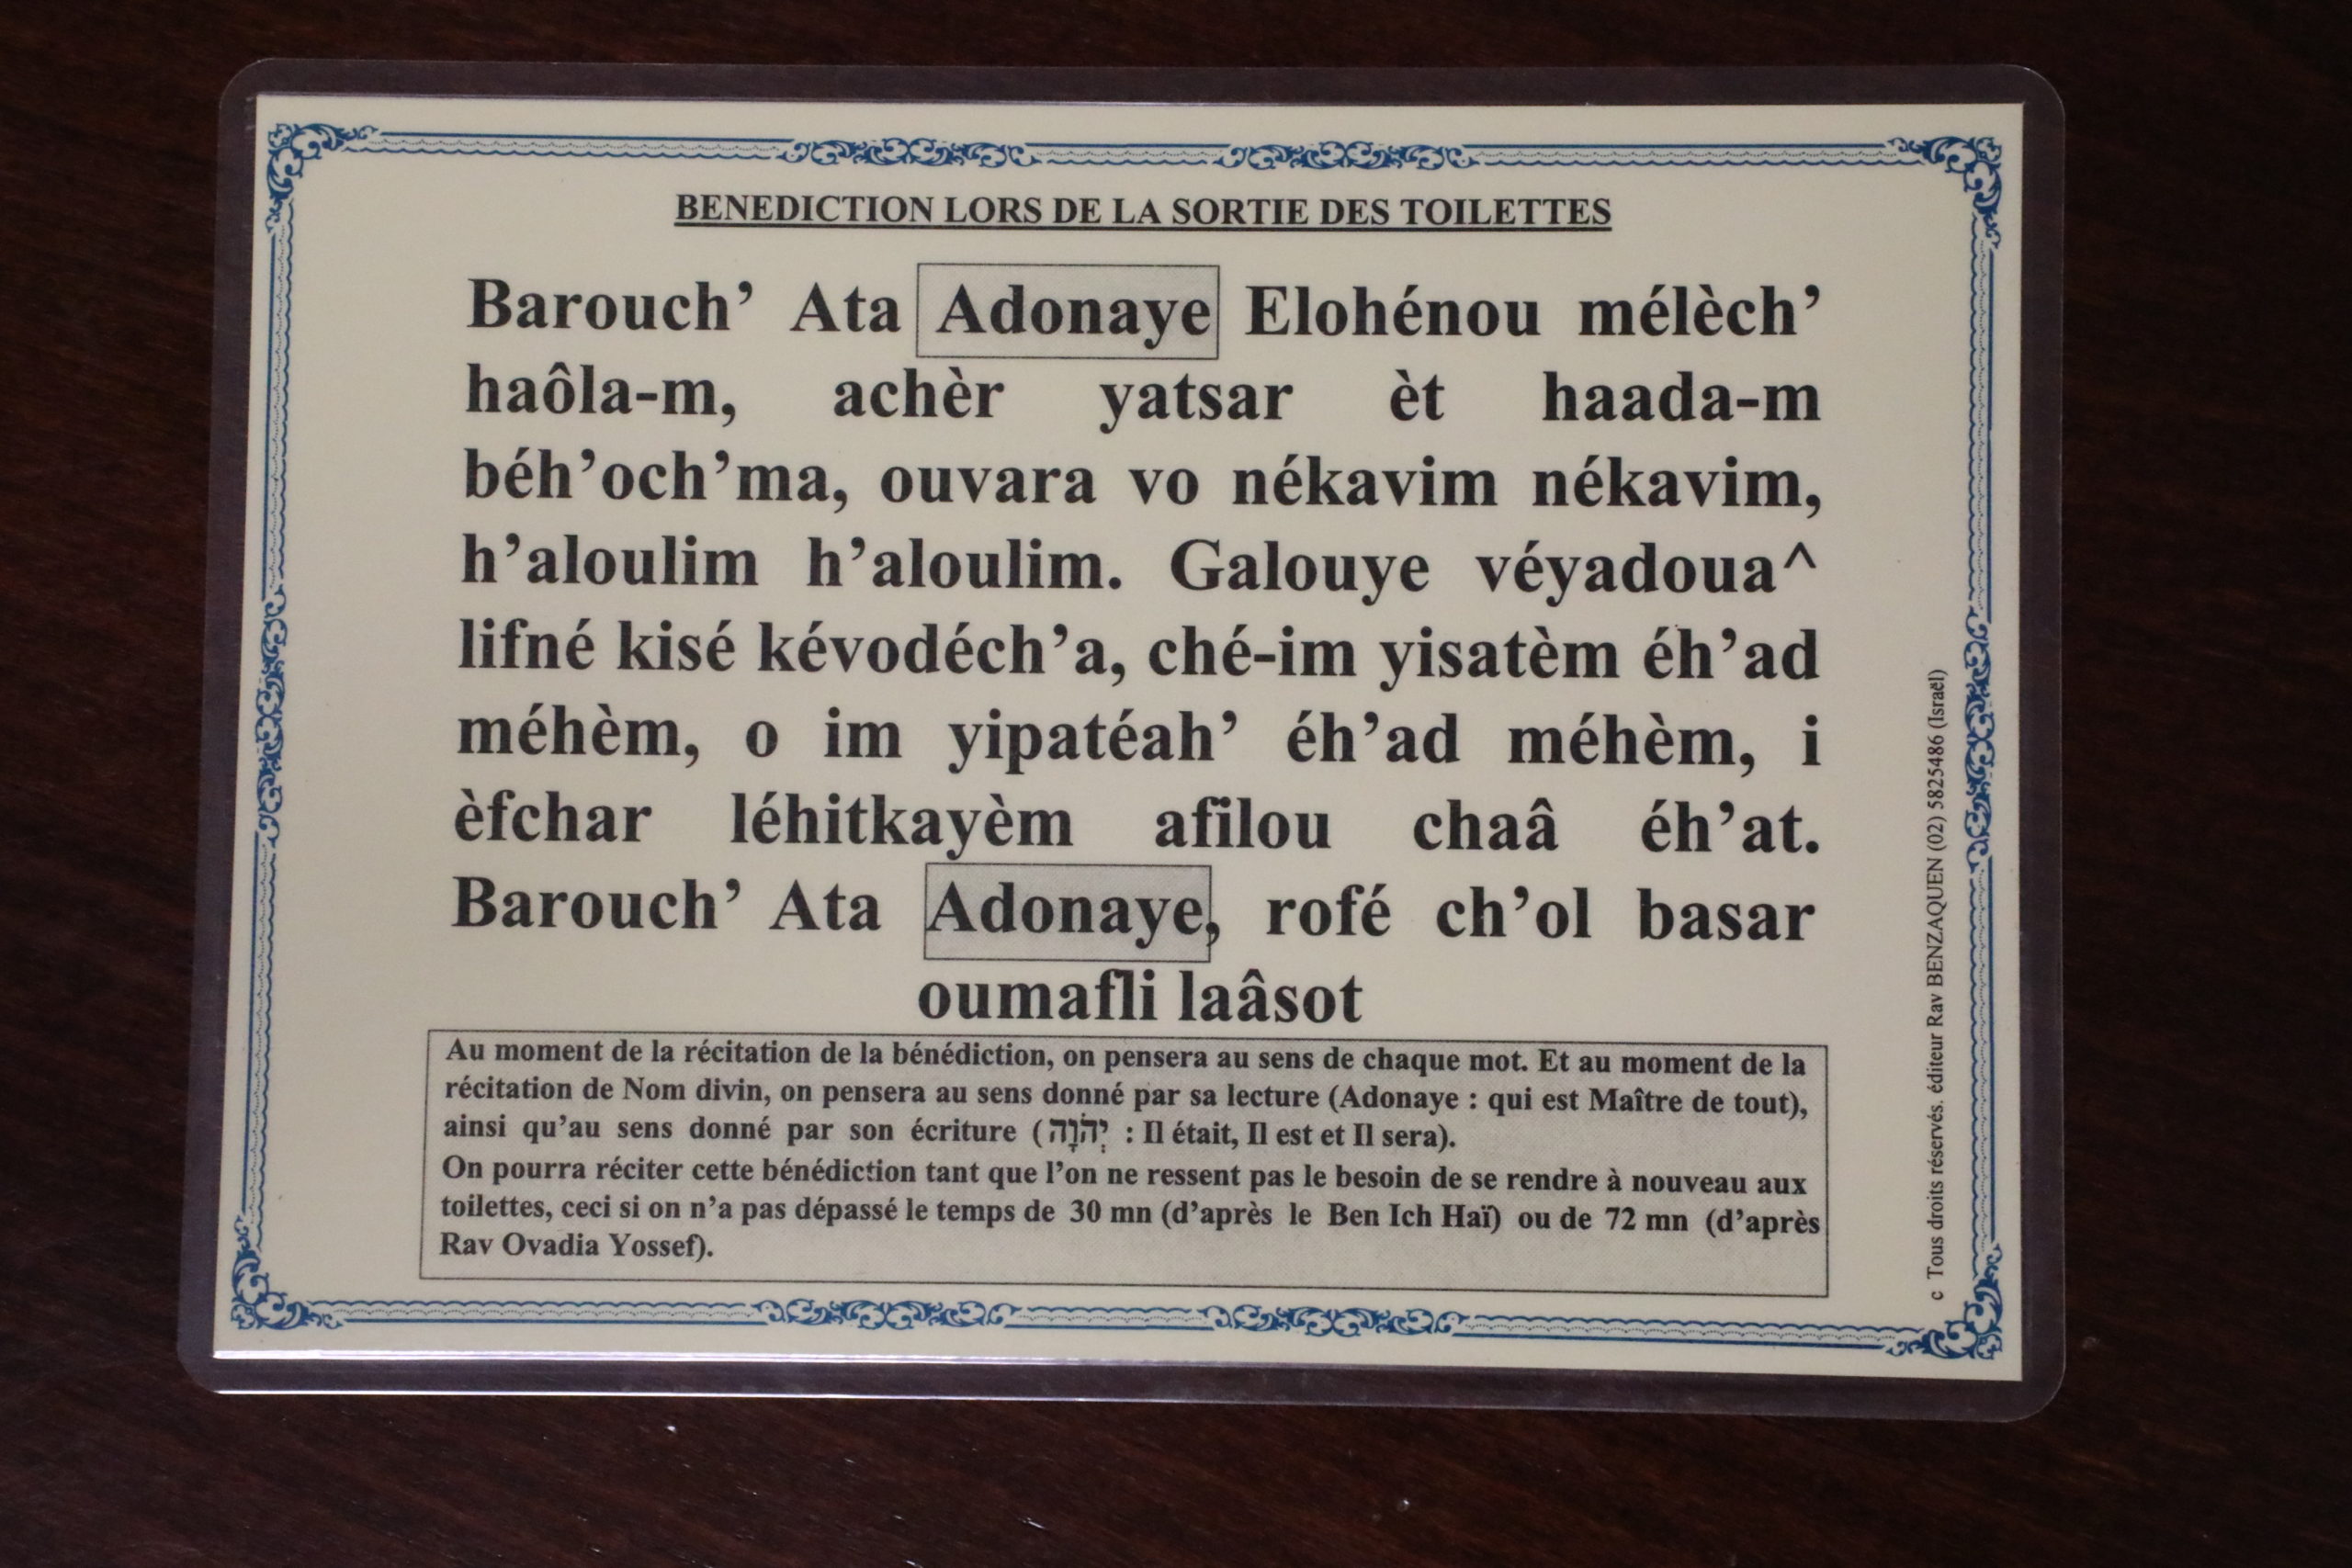 BENEDICTION LORS DE LA SORTIE DES TOILETTES
Barouch’ Ata Adonaye Elohénou mélèch’
haôla-m, achèr yatsar èt haada-m
béh’och’ma, ouvara vo nékavim nékavim,
h’aloulim h’aloulim. Galouye véyadoua^
lifné kisé kévodéch’a, ché-im yisatèm éh’ad
méhèm, o im yipatéah’ éh’ad méhèm, i
èfchar léhitkayèm afilou chaâ éh’at.
Barouch’ Ata Adonaye, rofé ch’ol basar
oumafli laâsot
Au moment de la récitation de la bénédiction, on pensera au sens de chaque mot. Et au moment de la
récitation de Nom divin, on pensera au sens donné par sa lecture (Adonaye : qui est Maître de tout),
ainsi qu’au sens donné par son écriture (יְהֹוָה : Il était, Il est et Il sera).
On pourra réciter cette bénédiction tant que l’on ne ressent pas le besoin de se rendre à nouveau aux
toilettes, ceci si on n’a pas dépassé le temps de 30 mn (d’après le Ben Ich Haï) ou de 72 mn (d’après
Rav Ovadia Yossef).
c Tous droits réservés. éditeur Rav BENZAQUEN (02) 5825486 (Israël)